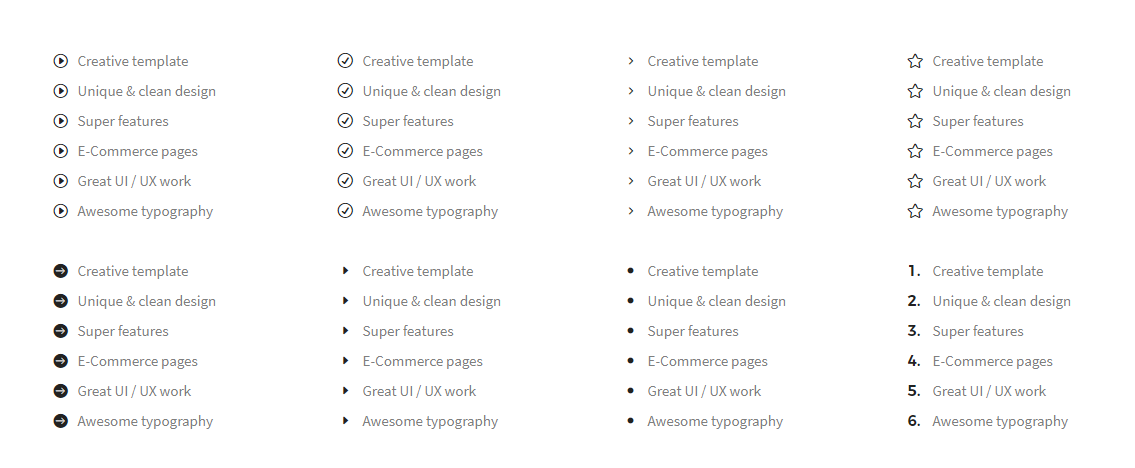 Creative template
Unique & clean design
Super features
E-Commerce pages
Great UI / UX work
Awesome typography
Creative template
Unique & clean design
Super features
E-Commerce pages
Great UI / UX work
Awesome typography
Creative template
Unique & clean design
Super features
E-Commerce pages
Great UI / UX work
Awesome typography
Creative template
Unique & clean design
Super features
E-Commerce pages
Great UI / UX work
Awesome typography
Creative template
Unique & clean design
Super features
E-Commerce pages
Great UI / UX work
Awesome typography
Creative template
Unique & clean design
Super features
E-Commerce pages
Great UI / UX work
Awesome typography
Creative template
Unique & clean design
Super features
E-Commerce pages
Great UI / UX work
Awesome typography
1. Creative template
2. Unique & clean design
3. Super features
4. E-Commerce pages
5. Great UI / UX work
6. Awesome typography